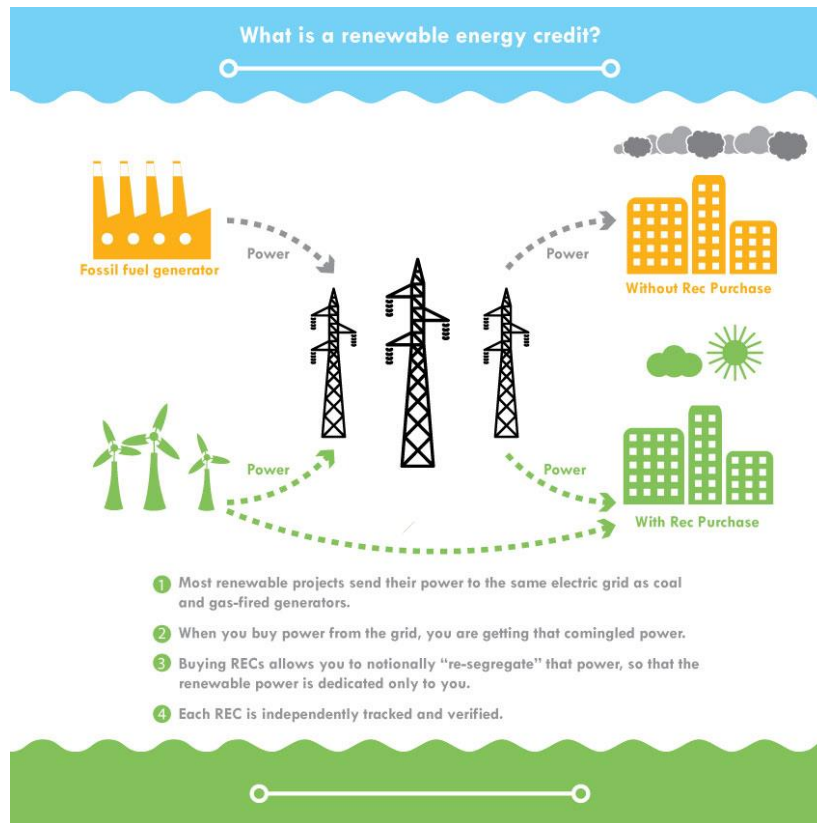 What is a renewable energy credit?
Power
Fossil fuel generator
Power
Without Rec Purchase
Power
Power
With Rec Purchase
1 Most renewable projects send their power to the same electric grid as coal
and gas-fired generators.
2 When you buy power from the grid, you are getting that comingled power.
3 Buying RECs allows you to notionally “re-segregate” that power, so that the
renewable power is dedicated only to you.
4 Each REC is independently tracked and verified.